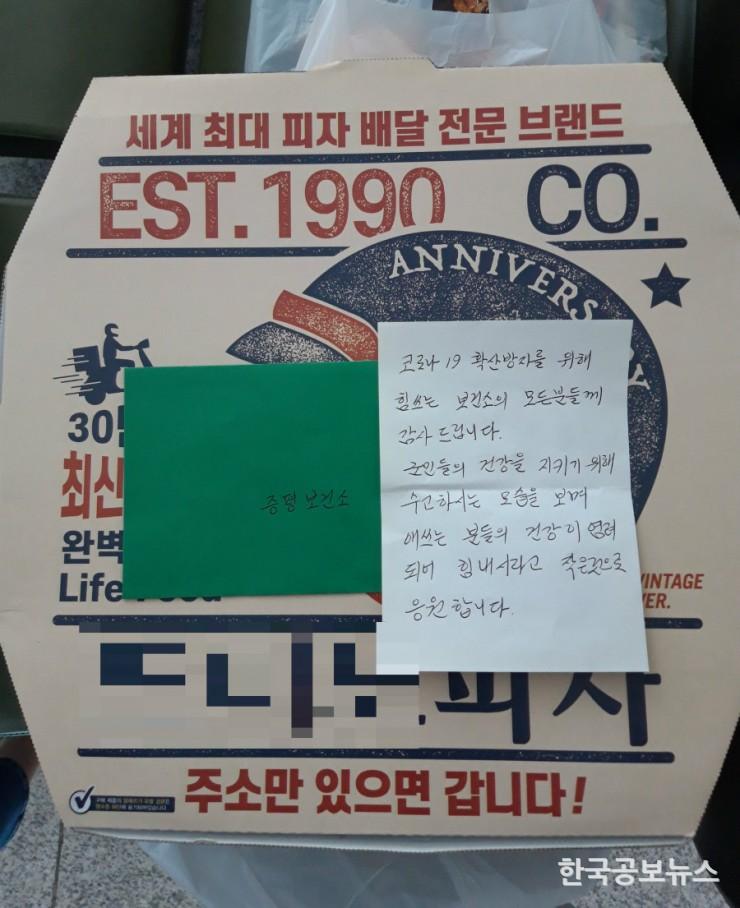 세계 최대 피자 배달 전문 브랜드
EST. 1990 CO.
ANNIVERS
30
최신
완벽
Life Food
코로나 19 확산방지를 위해
힘쓰는 보건소의 모든분들께
감사 드립니다.
군인들의 건강을 지키기 위해
수고하시는 모습을 보며
애쓰는 분들의 건강이 염려
되어 힘내시라고 작은것으로
응원합니다.
증평 보건소
VINTAGE
ER.
피자
주소만 있으면 갑니다!
한국공보뉴스